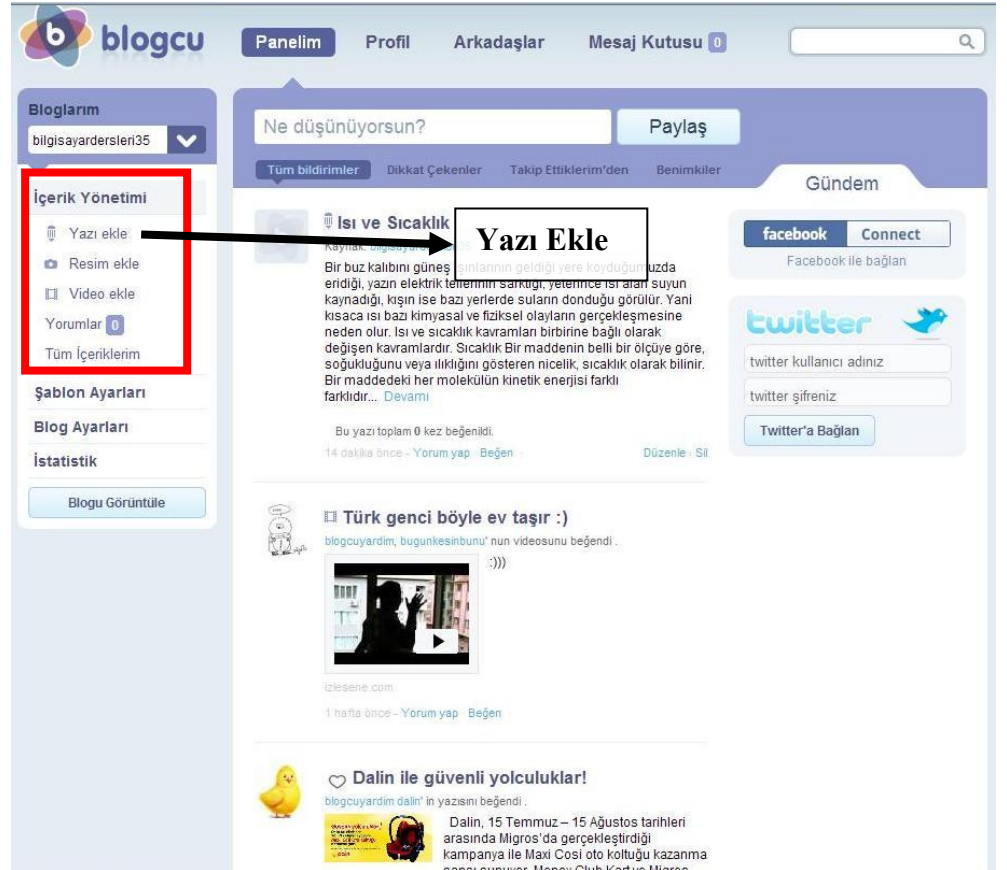 blogcu
Panelim Profil Arkadaşlar Mesaj Kutusu 0
Bloglarım
bilgisayardersleri35
İçerik Yönetimi
Yazı ekle
Resim ekle
Video ekle
Yorumlar 0
Tüm İçeriklerim
Şablon Ayarları
Blog Ayarları
İstatistik
Blogu Görüntüle
Ne düşünüyorsun? Paylaş
Tüm bildirimler Dikkat Çekenler Takip Ettiklerim'den Benimkiler
Isı ve Sıcaklık
Yazı Ekle
Kaynak:
Bir buz kalıbını güneş ışınlarının geldiği yere koyduğumuzda
eridiği, yazın elektrik tellerinin sarktığı, yeterince ısı alan suyun
kaynadığı, kışın ise bazı yerlerde suların donduğu görülür. Yani
kısaca ısı bazı kimyasal ve fiziksel olayların gerçekleşmesine
neden olur. Isı ve sıcaklık kavramları birbirine bağlı olarak
değişen kavramlardır. Sıcaklık Bir maddenin belli bir ölçüye göre,
soğukluğunu veya ılıklığını gösteren nicelik, sıcaklık olarak bilinir.
Bir maddedeki her molekülün kinetik enerjisi farklı
farklıdır... Devamı
Bu yazı toplam 0 kez beğenildi.
14 dakika önce - Yorum yap · Beğen · Düzenle · Sil
Türk genci böyle ev taşır :)
blogcuyardim, bugunkesinbunu' nun videosunu beğendi .
:)))
izlesene.com
1 hafta önce - Yorum yap · Beğen
Dalin ile güvenli yolculuklar!
blogcuyardim dalin' in yazısını beğendi .
Dalin, 15 Temmuz – 15 Ağustos tarihleri
arasında Migros'da gerçekleştirdiği
kampanya ile Maxi Cosi oto koltuğu kazanma
şansı sunuyor. Money Club Kart ve Migros
Gündem
facebook Connect
Facebook ile bağlan
twitter
twitter kullanıcı adınız
twitter şifreniz
Twitter'a Bağlan